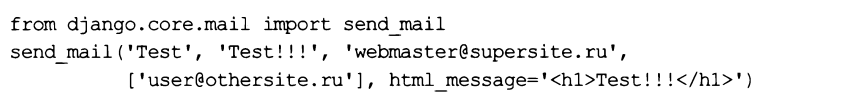 from django.core.mail import send_mail
send_mail('Test', 'Test!!!', 'webmaster@supersite.ru',
['user@othersite.ru'], html_message='<h1>Test!!!</h1>')